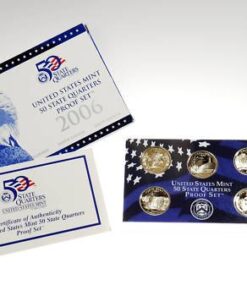 50
STATE
QUARTERS
UNITED STATES MINT
50 STATE QUARTERS
PROOF SET
2006
50
STATE
QUARTERS
UNITED STATES MINT
Certificate of Authenticity
United States Mint 50 State Quarters
Proof Set™
UNITED STATES MINT
50 STATE QUARTERS
PROOF SET